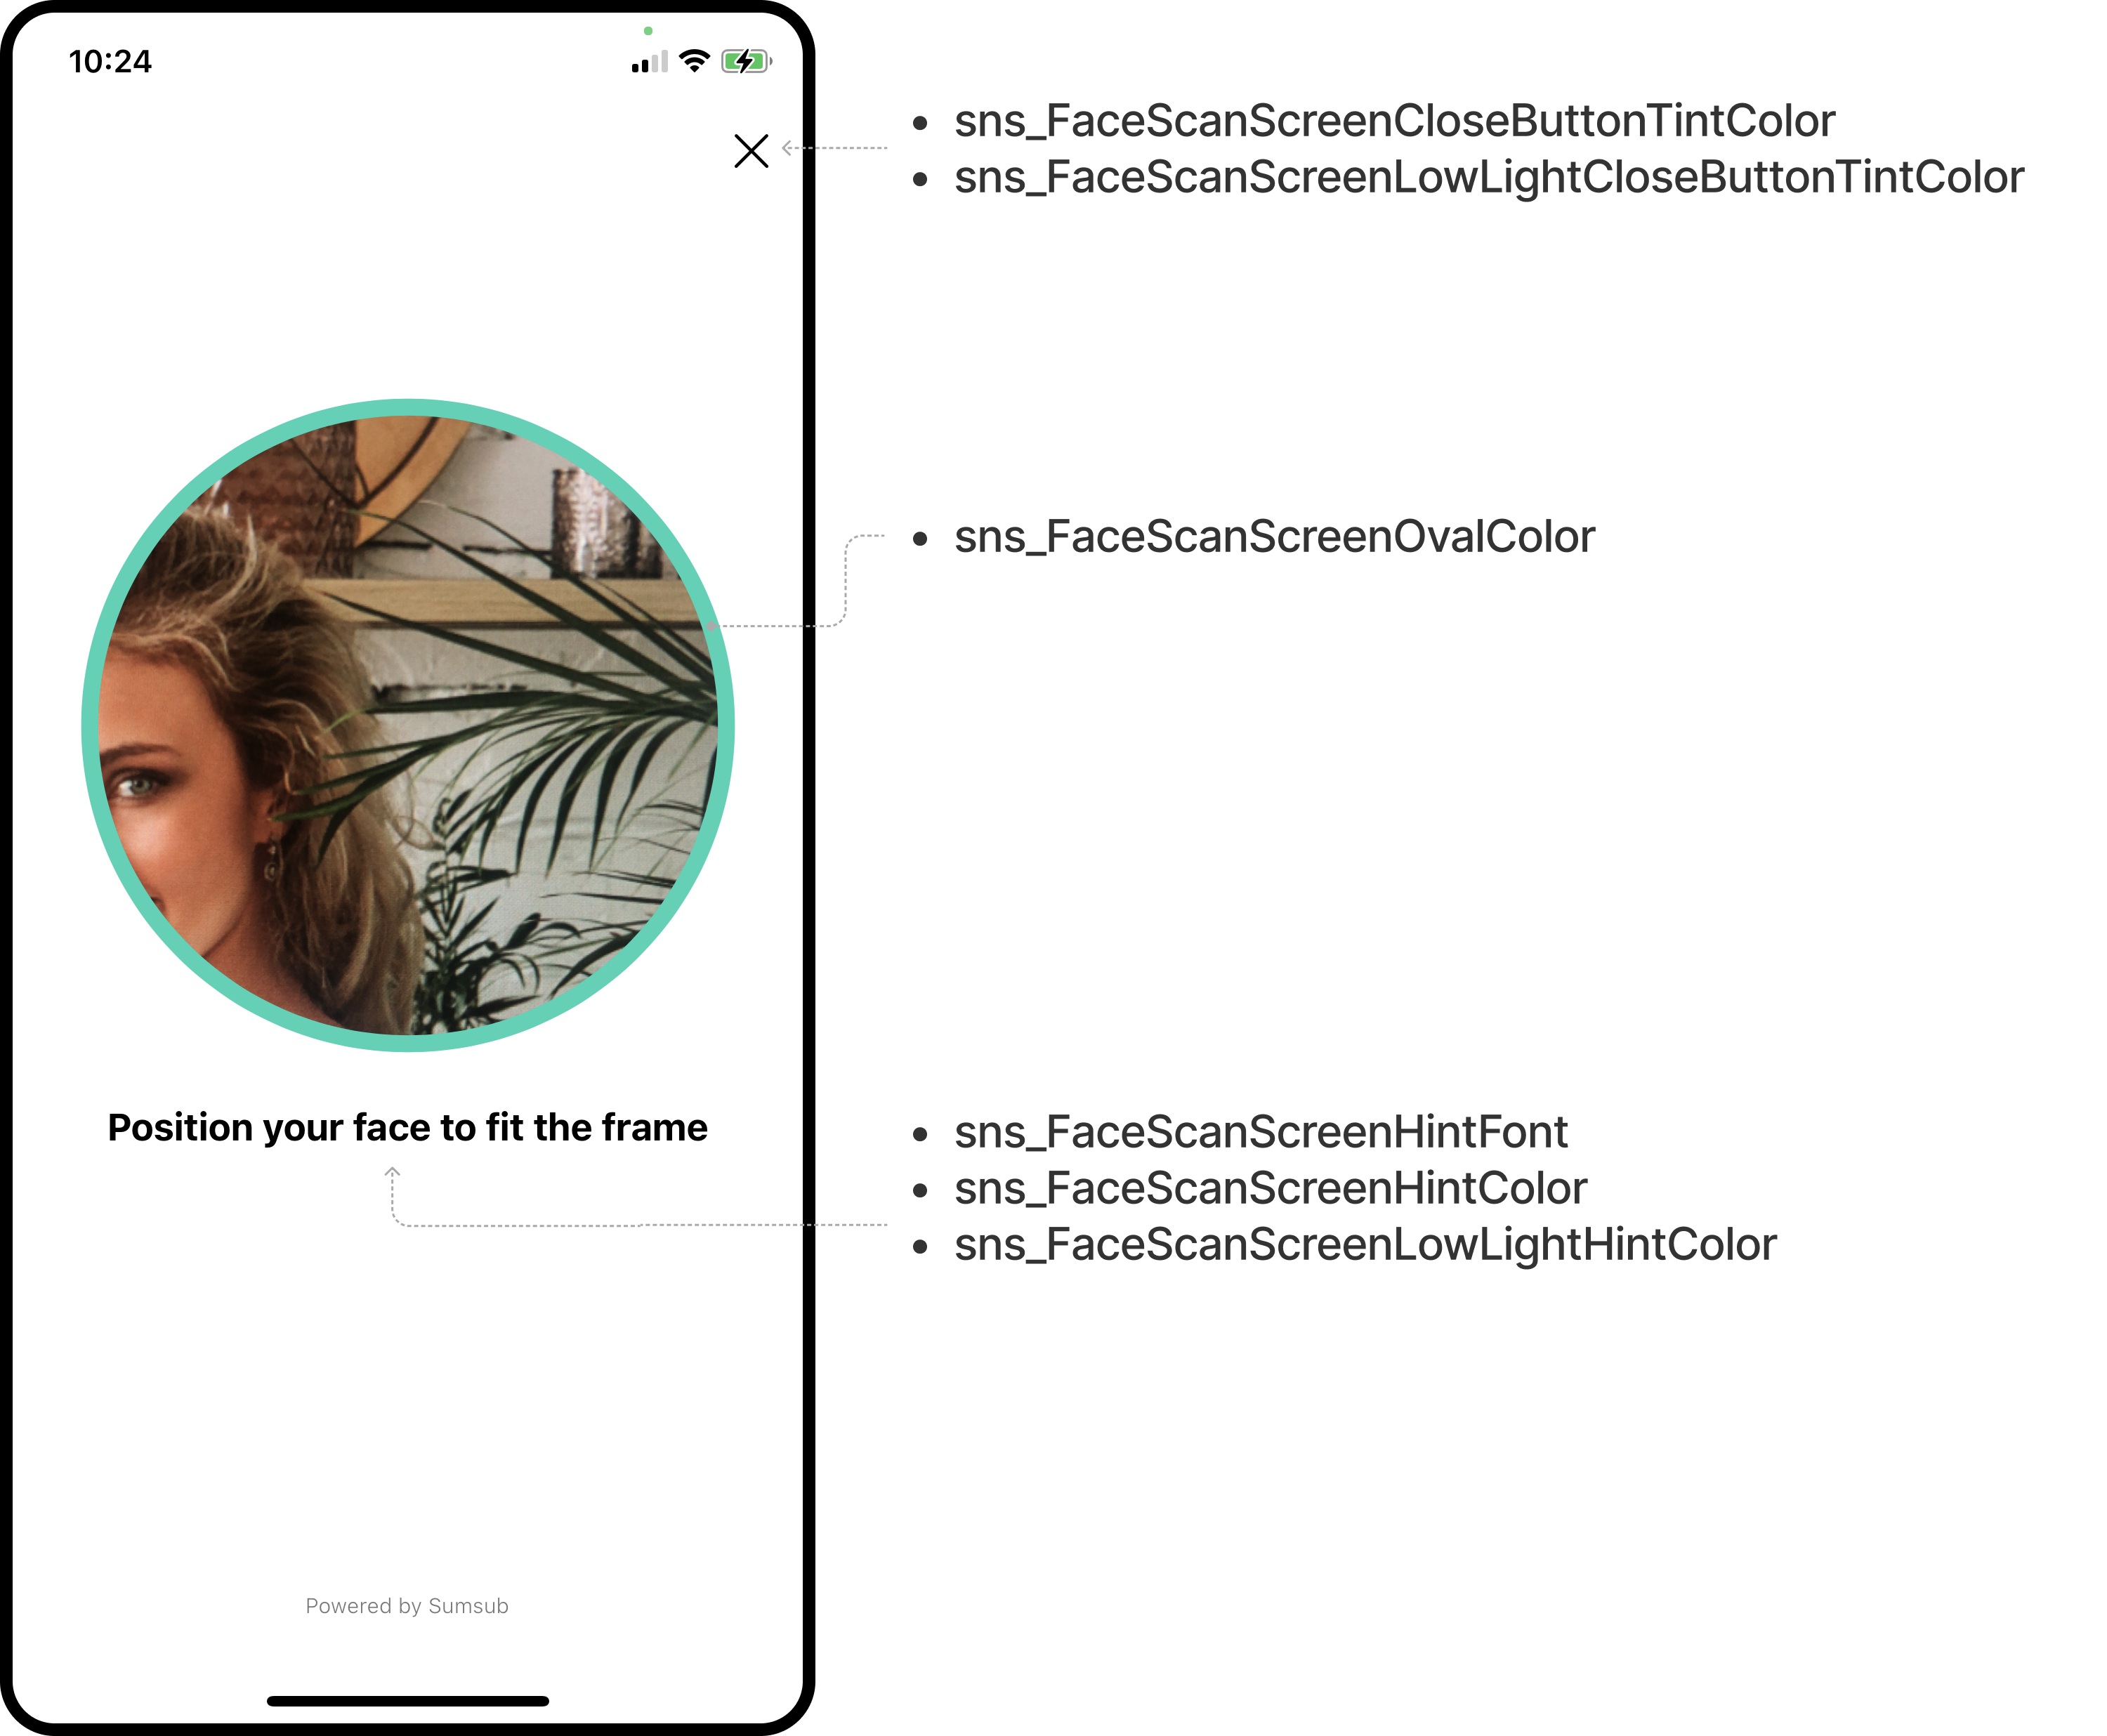 10:24
• sns_FaceScanScreenCloseButtonTintColor
• sns_FaceScanScreenLowLightCloseButtonTintColor
• sns_FaceScanScreenOvalColor
Position your face to fit the frame
• sns_FaceScanScreenHintFont
• sns_FaceScanScreenHintColor
• sns_FaceScanScreenLowLightHintColor
Powered by Sumsub